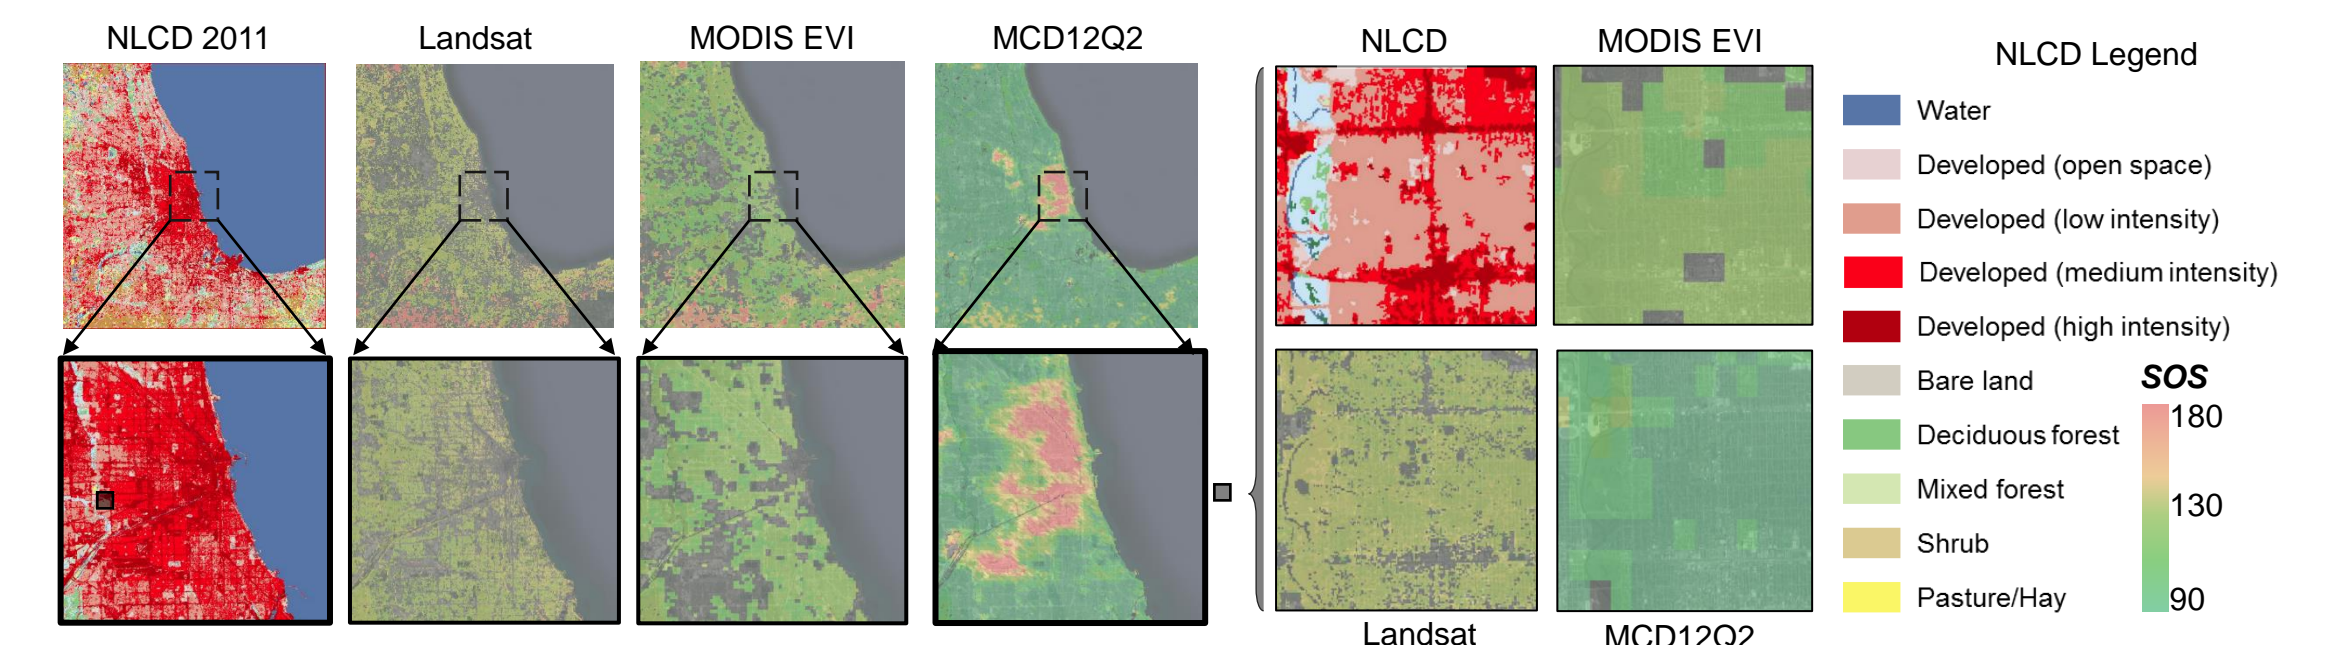 NLCD 2011
Landsat
MODIS EVI
MCD12Q2
NLCD
MODIS EVI
NLCD Legend
Water
Developed (open space)
Developed (low intensity)
Developed (medium intensity)
Developed (high intensity)
Bare land
Deciduous forest
Mixed forest
Shrub
Pasture/Hay
SOS
180
130
90
Landsat
MCD12Q2